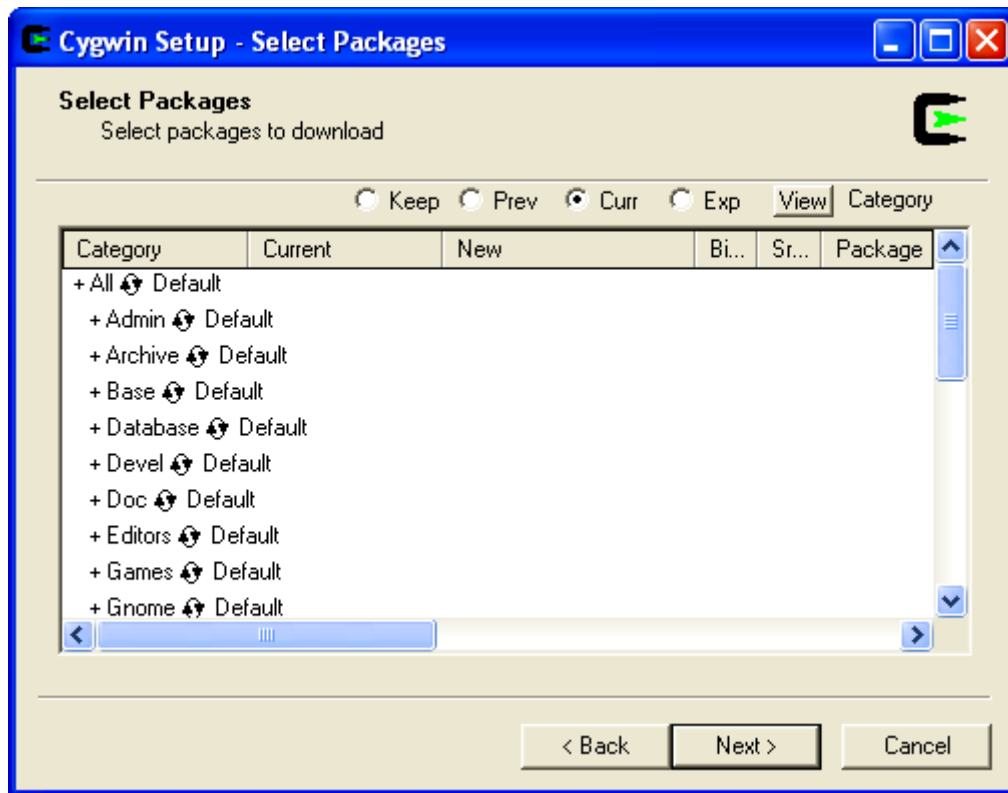 Cygwin Setup - Select Packages
Select Packages
Select packages to download
Keep Prev Curr Exp View Category
Category Current New Bi... Sr... Package
+ All Default
+ Admin Default
+ Archive Default
+ Base Default
+ Database Default
+ Devel Default
+ Doc Default
+ Editors Default
+ Games Default
+ Gnome Default
< Back Next > Cancel